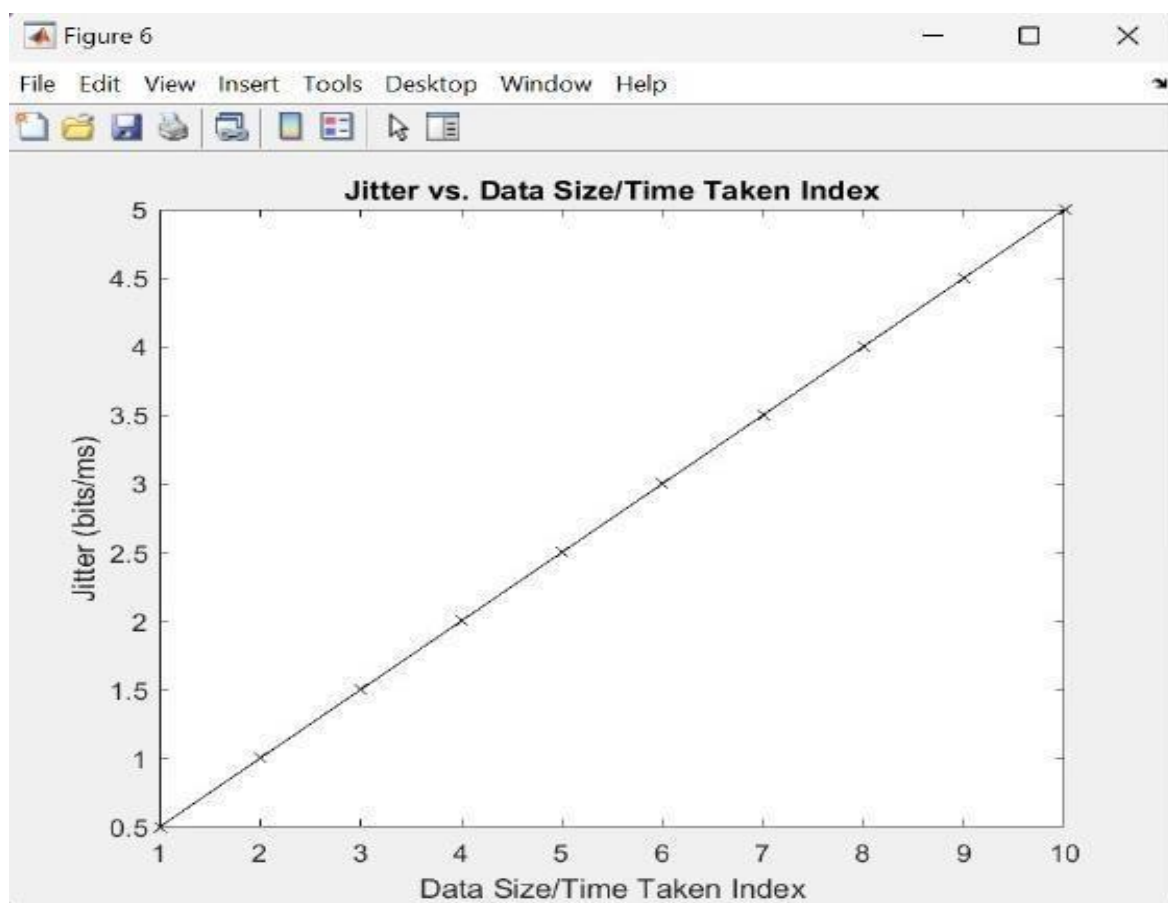 Figure 6
File Edit View Insert Tools Desktop Window Help
Jitter vs. Data Size/Time Taken Index
5
4.5
4
3.5
3
2.5
2
1.5
1
0.5
Jitter (bits/ms)
1 2 3 4 5 6 7 8 9 10
Data Size/Time Taken Index